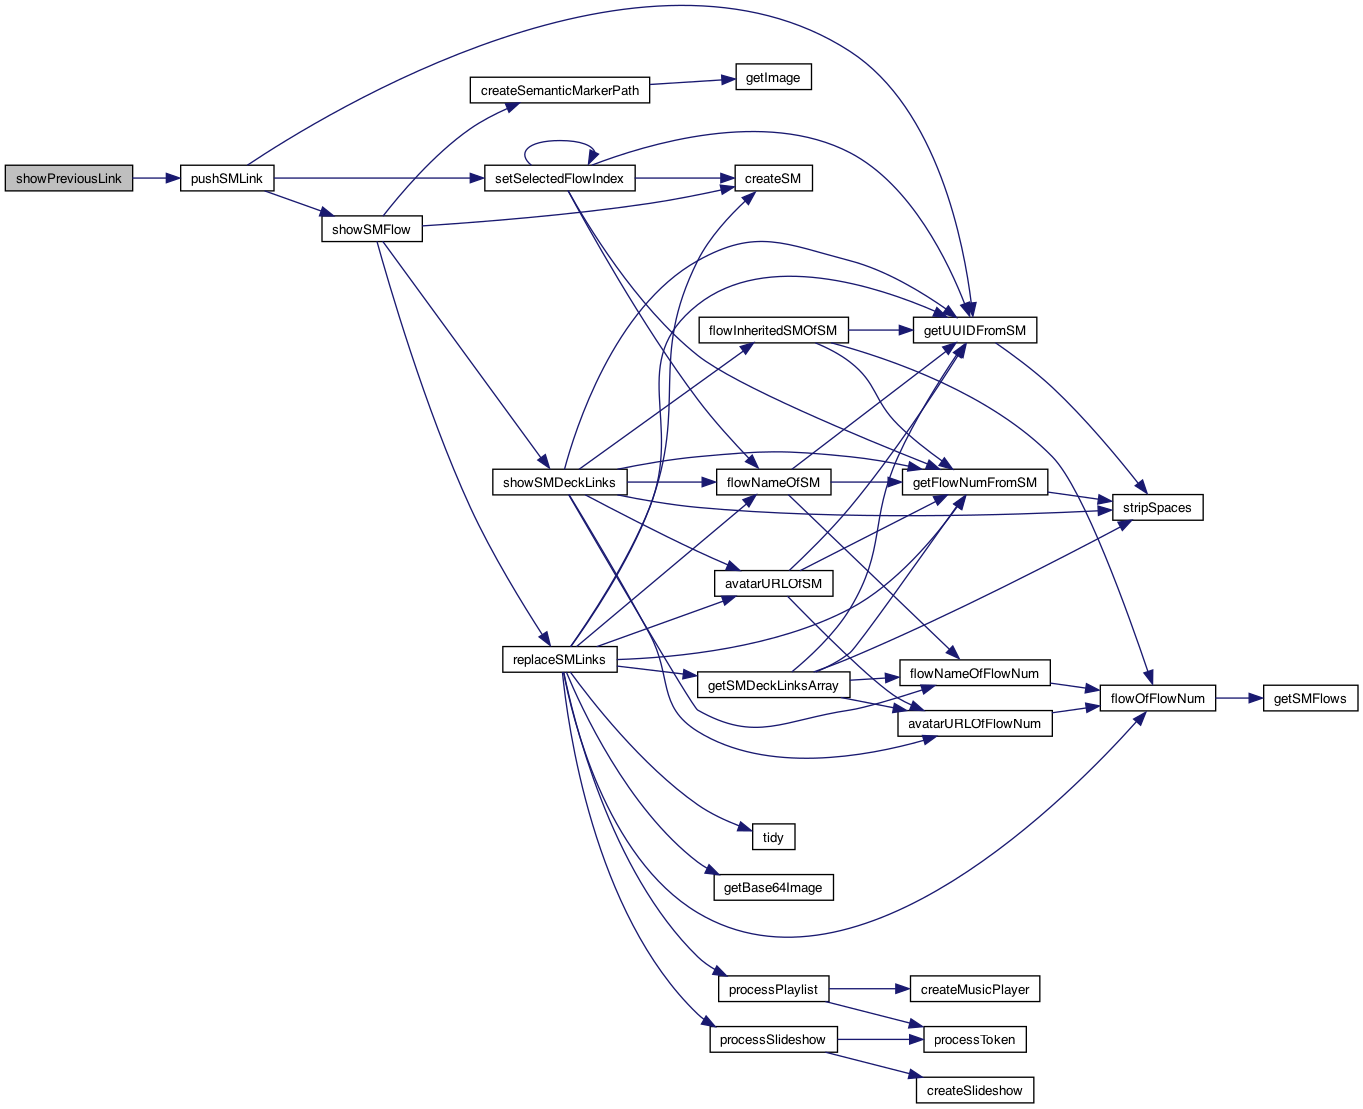 showPreviousLink
pushSMLink
showSMFlow
createSemanticMarkerPath
getImage
setSelectedFlowIndex
createSM
flowInheritedSMOfSM
getUUIDFromSM
showSMDeckLinks
flowNameOfSM
getFlowNumFromSM
stripSpaces
avatarURLOfSM
replaceSMLinks
getSMDeckLinksArray
flowNameOfFlowNum
avatarURLOfFlowNum
flowOfFlowNum
getSMFlows
tidy
getBase64Image
processPlaylist
createMusicPlayer
processSlideshow
processToken
createSlideshow